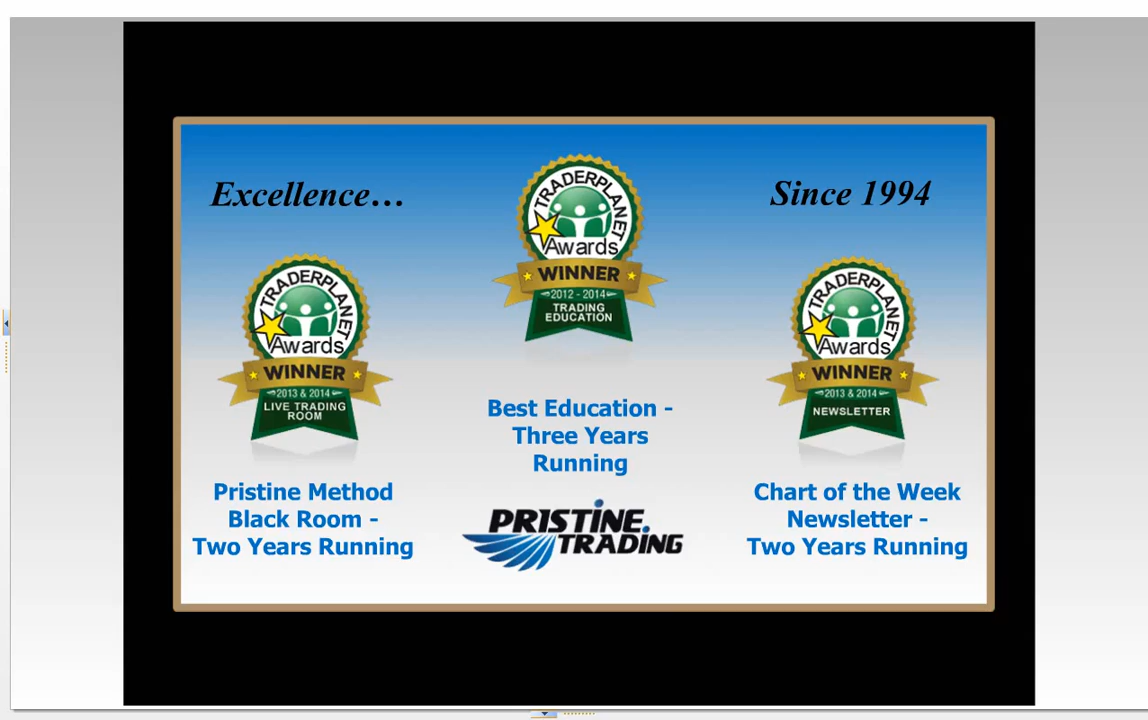 Excellence...
Since 1994
TRADERPLANET
Awards
WINNER
2012 - 2014
TRADING
EDUCATION
TRADERPLANET
Awards
WINNER
2013 & 2014
LIVE TRADING
ROOM
TRADERPLANET
Awards
WINNER
2013 & 2014
NEWSLETTER
Best Education -
Three Years
Running
Pristine Method
Black Room -
Two Years Running
PRISTINE.
TRADING
Chart of the Week
Newsletter -
Two Years Running